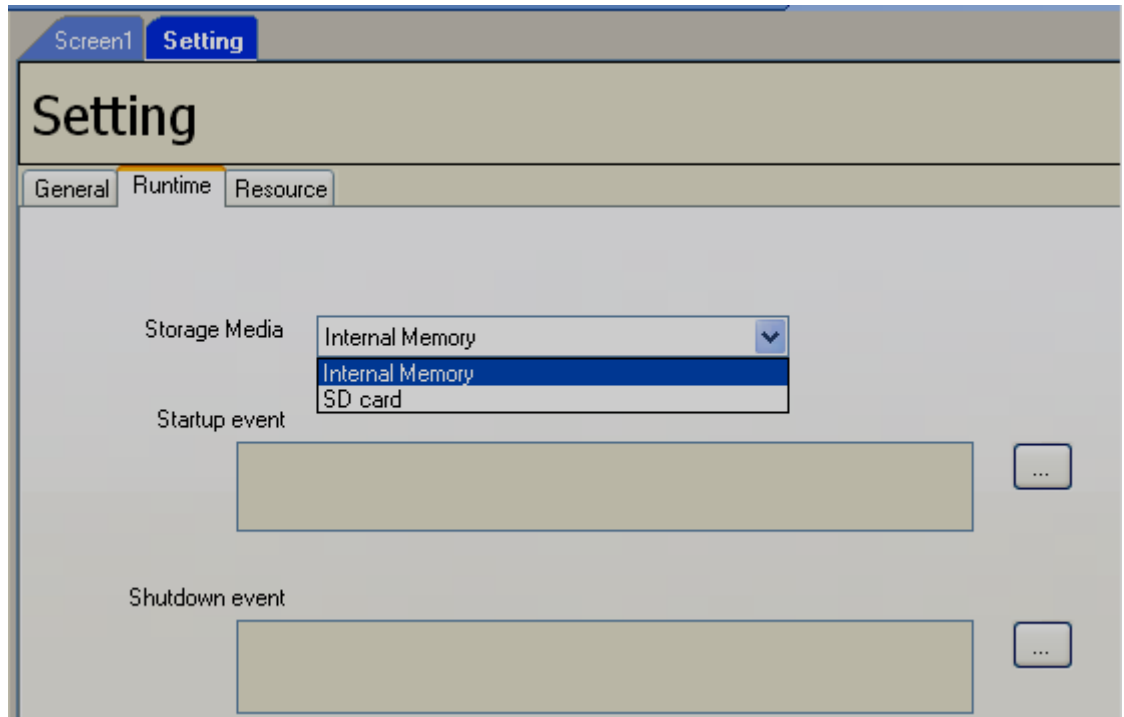 Screen1 Setting
Setting
General Runtime Resource
Storage Media Internal Memory
Internal Memory
SD card
Startup event
...
Shutdown event
...